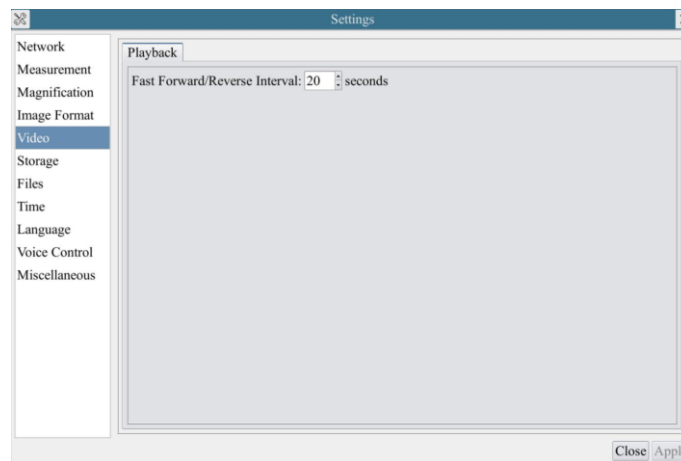 Settings
Network
Measurement
Magnification
Image Format
Video
Storage
Files
Time
Language
Voice Control
Miscellaneous
Playback
Fast Forward/Reverse Interval: 20 seconds
Close Appl